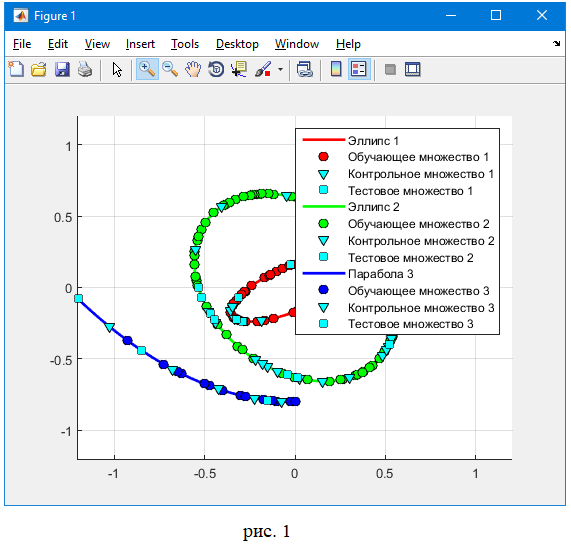 Figure 1
File Edit View Insert Tools Desktop Window Help
1
0.5
0
-0.5
-1
-1 -0.5 0 0.5 1
Эллипс 1
Обучающее множество 1
Контрольное множество 1
Тестовое множество 1
Эллипс 2
Обучающее множество 2
Контрольное множество 2
Тестовое множество 2
Парабола 3
Обучающее множество 3
Контрольное множество 3
Тестовое множество 3
рис. 1